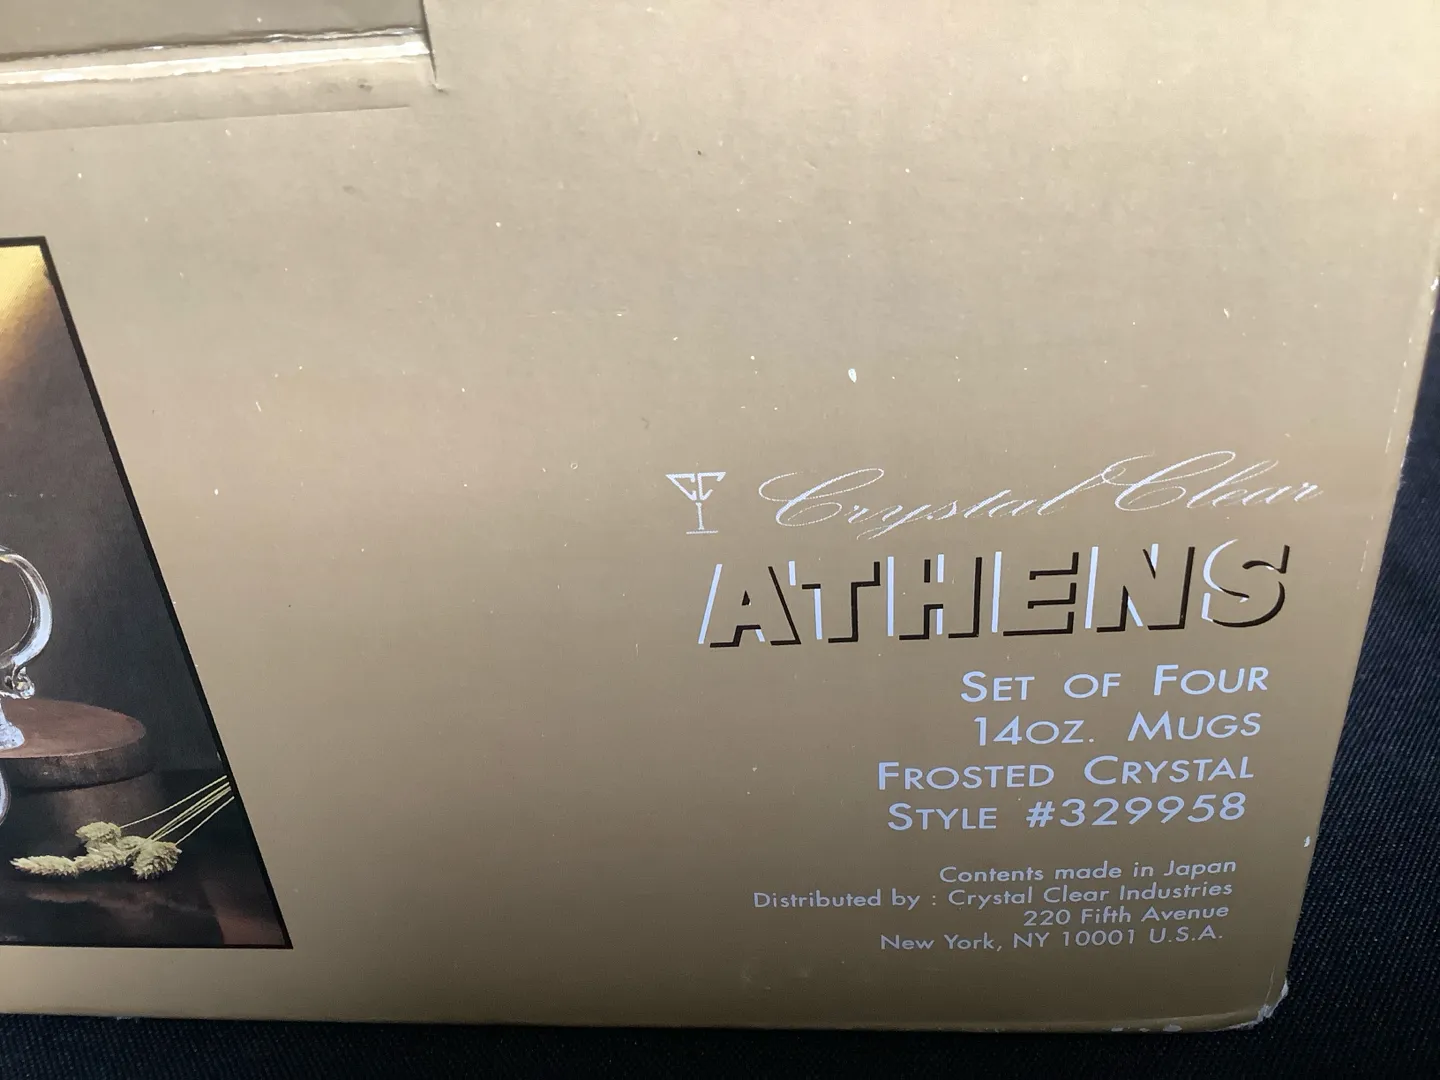 Crystal Clear
ATHENS
SET OF FOUR
14OZ. MUGS
FROSTED CRYSTAL
STYLE #329958
Contents made in Japan
Distributed by : Crystal Clear Industries
220 Fifth Avenue
New York, NY 10001 U.S.A.